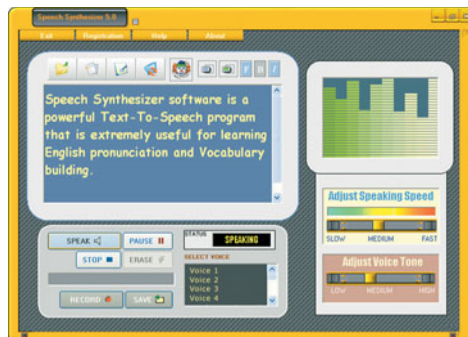 Speech Synthesizer 5.0
Exit Registration Help About
F B I
Speech Synthesizer software is a
powerful Text-To-Speech program
that is extremely useful for learning
English pronunciation and Vocabulary
building.
Adjust Speaking Speed
SLOW MEDIUM FAST
Adjust Voice Tone
LOW MEDIUM HIGH
SPEAK PAUSE
STOP ERASE
STATUS SPEAKING
SELECT VOICE
Voice 1
Voice 2
Voice 3
Voice 4
RECORD SAVE